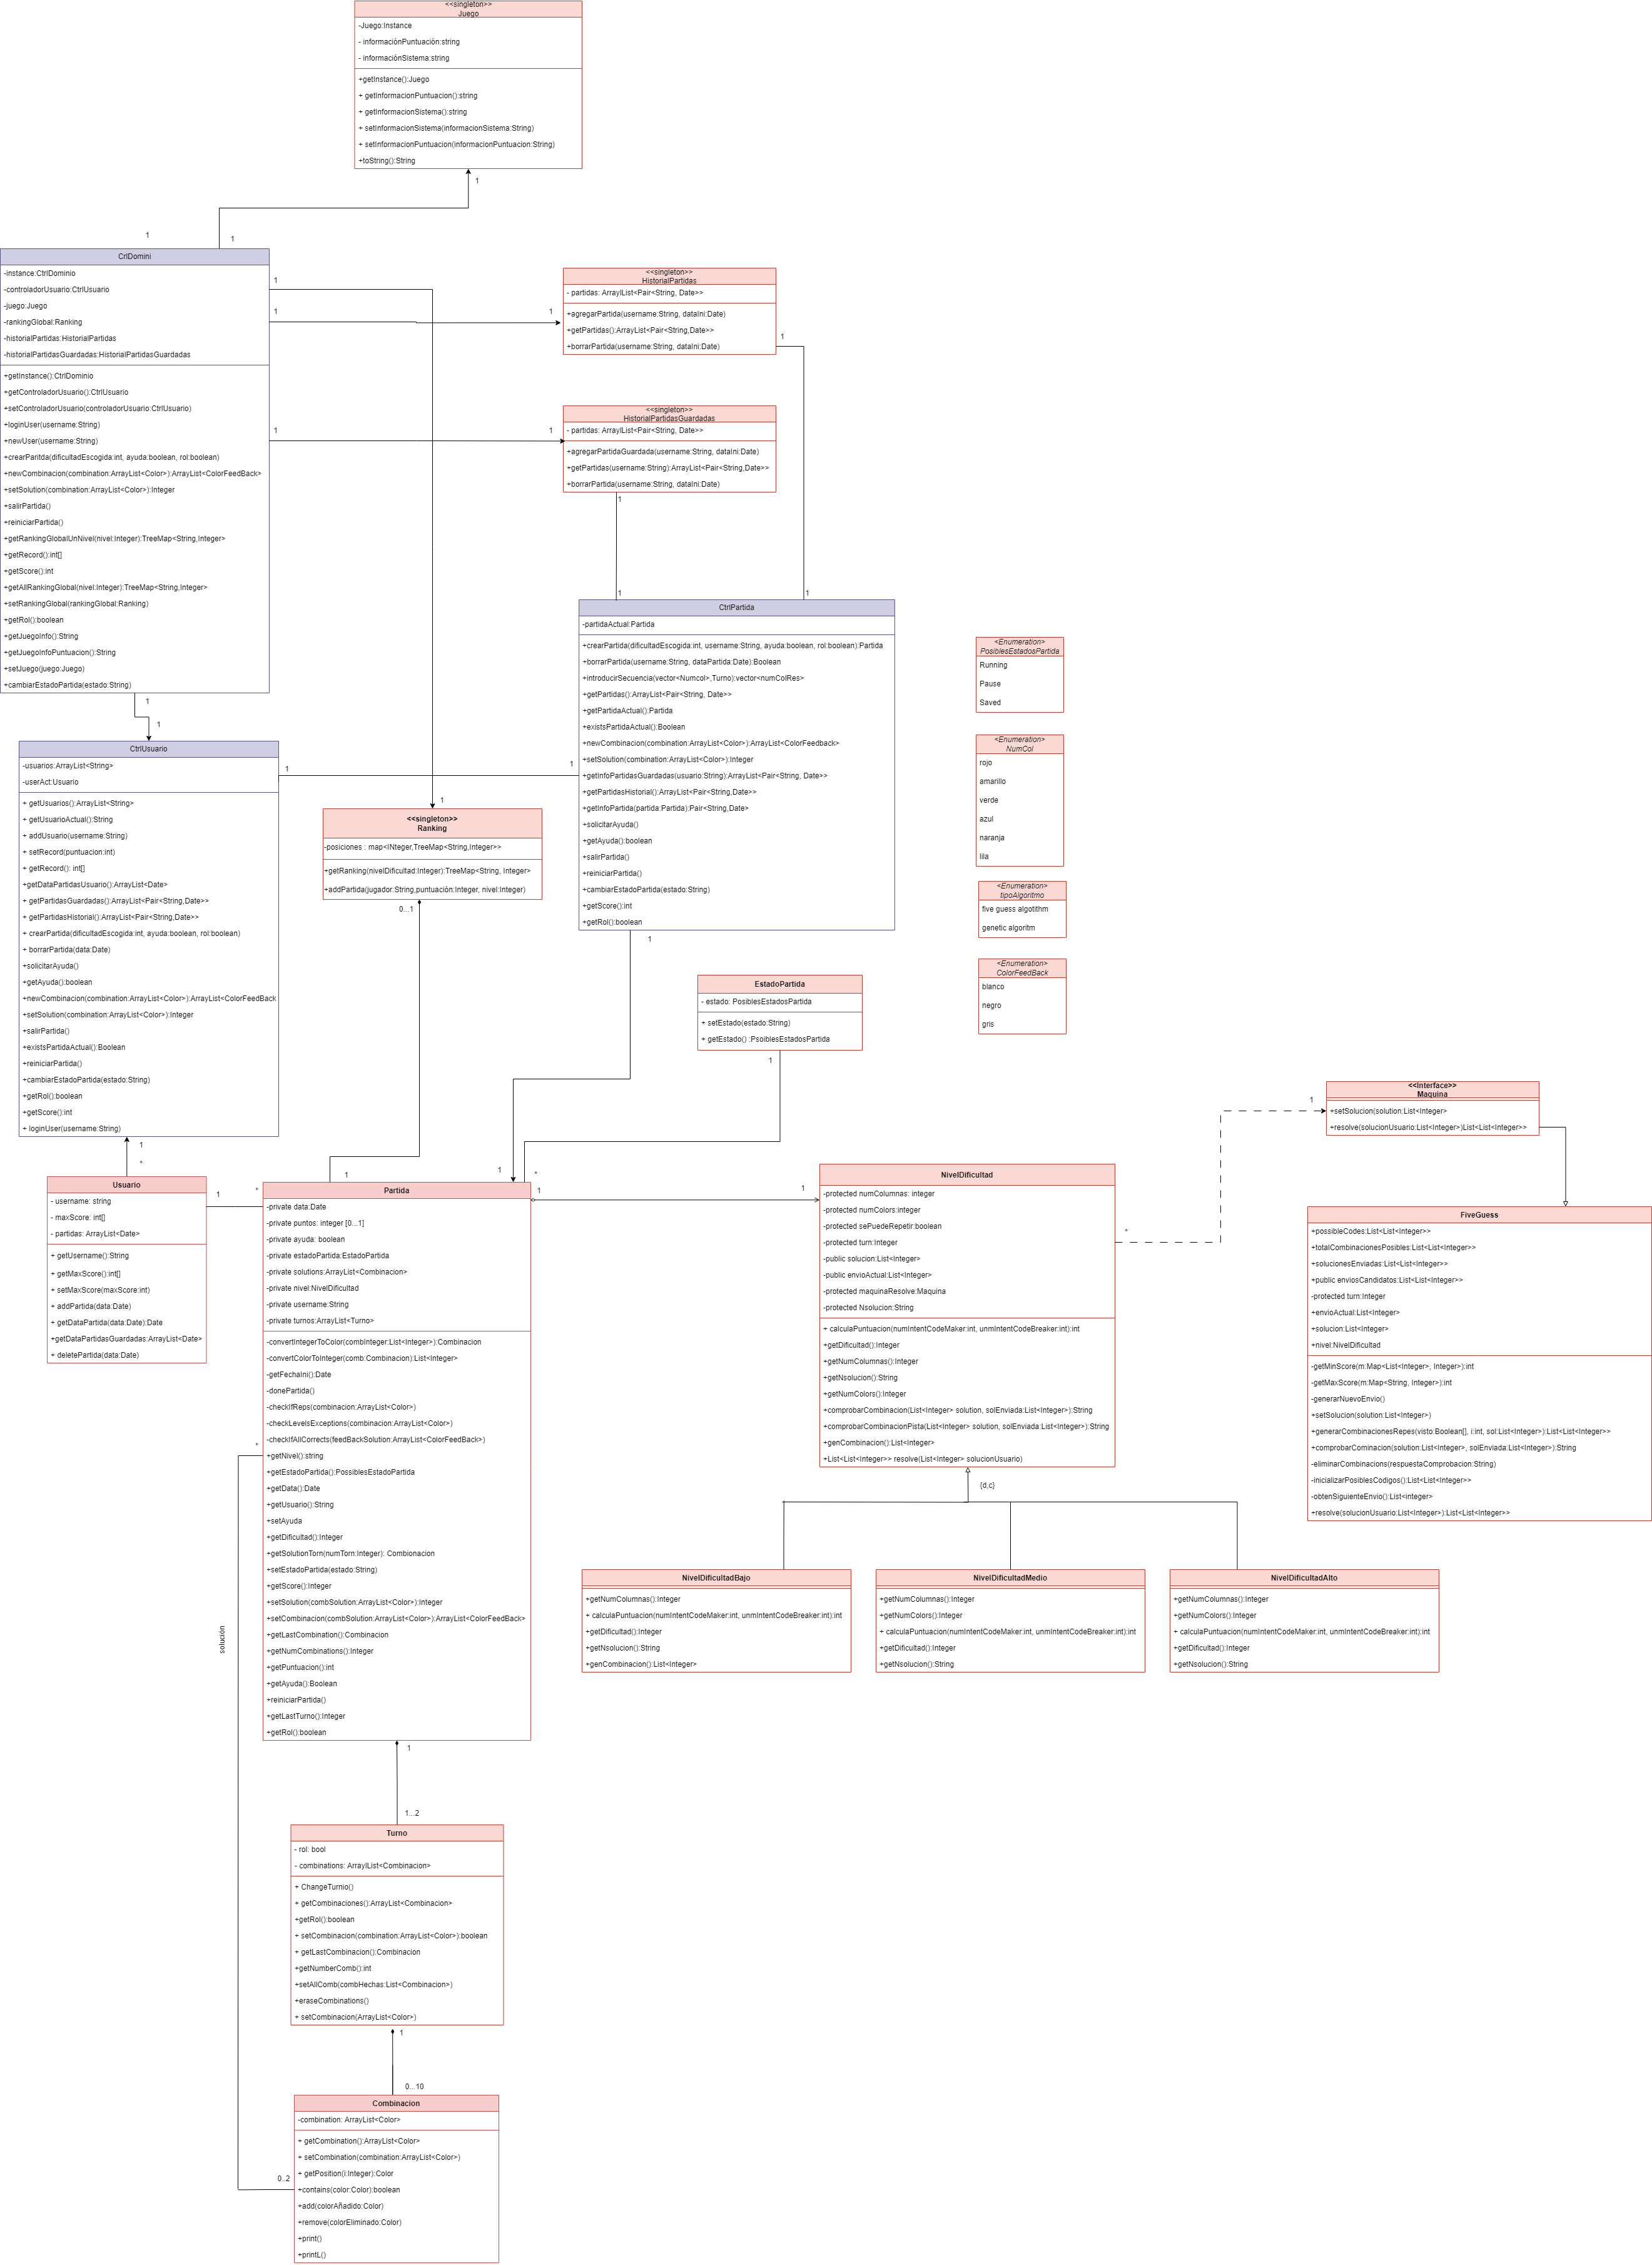 <<singleton>>
Juego
-Juego:Instance
- informaciónPuntuación:string
- informaciónSistema:string
+getInstance():Juego
+ getInformacionPuntuacion():string
+ getInformacionSistema():string
+ setInformacionSistema(informacionSistema:String)
+ setInformacionPuntuacion(informacionPuntuacion:String)
+toString():String
1
1
1
CrlDomini
-instance:CtrlDominio
-controladorUsuario:CtrlUsuario
-juego:Juego
-rankingGlobal:Ranking
-historialPartidas:HistorialPartidas
-historialPartidasGuardadas:HistorialPartidasGuardadas
+getInstance():CtrlDominio
+getControladorUsuario():CtrlUsuario
+setControladorUsuario(controladorUsuario:CtrlUsuario)
+loginUser(username:String)
+newUser(username:String)
+crearParitda(dificultadEscogida:int, ayuda:boolean, rol:boolean)
+newCombinacion(combination:ArrayList<Color>):ArrayList<ColorFeedBack>
+setSolution(combination:ArrayList<Color>):Integer
+salirPartida()
+reiniciarPartida()
+getRankingGlobalUnNivel(nivel:Integer):TreeMap<String,Integer>
+getRecord():int[]
+getScore():int
+getAllRankingGlobal(nivel:Integer):TreeMap<String,Integer>
+setRankingGlobal(rankingGlobal:Ranking)
+getRol():boolean
+getJuegoInfo():String
+getJuegoInfoPuntuacion():String
+setJuego(juego:Juego)
+cambiarEstadoPartida(estado:String)
1
1
1
1
1
<<singleton>>
HistorialPartidas
- partidas: ArraylList<Pair<String, Date>>
+agregarPartida(username:String, dataIni:Date)
+getPartidas():ArrayList<Pair<String,Date>>
+borrarPartida(username:String, dataIni:Date)
1
<<singleton>>
HistorialPartidasGuardadas
- partidas: ArraylList<Pair<String, Date>>
+agregarPartidaGuardada(username:String, dataIni:Date)
+getPartidas(username:String):ArrayList<Pair<String,Date>>
+borrarPartida(username:String, dataIni:Date)
1
1
1
CtrlPartida
-partidaActual:Partida
+crearPartida(dificultadEscogida:int, username:String, ayuda:boolean, rol:boolean):Partida
+borrarPartida(username:String, dataPartida:Date):Boolean
+introducirSecuencia(vector<Numcol>,Turno):vector<numColRes>
+getPartidas():ArrayList<Pair<String, Date>>
+getPartidaActual():Partida
+existsPartidaActual():Boolean
+newCombinacion(combination:ArrayList<Color>):ArrayList<ColorFeedback>
+setSolution(combination:ArrayList<Color>):Integer
+getInfoPartidasGuardadas(usuario:String):ArrayList<Pair<String, Date>>
+getPartidasHistorial():ArrayList<Pair<String,Date>>
+getInfoPartida(partida:Partida):Pair<String,Date>
+solicitarAyuda()
+getAyuda():boolean
+salirPartida()
+reiniciarPartida()
+cambiarEstadoPartida(estado:String)
+getScore():int
+getRol():boolean
1
<Enumeration>
PosiblesEstadosPartida
Running
Pause
Saved
<Enumeration>
NumCol
rojo
amarillo
verde
azul
naranja
lila
<Enumeration>
tipoAlgoritmo
five guess algotithm
genetic algoritm
<Enumeration>
ColorFeedBack
blanco
negro
gris
1
1
CtrlUsuario
-usuarios:ArrayList<String>
-userAct:Usuario
+ getUsuarios():ArrayList<String>
+ getUsuarioActual():String
+ addUsuario(username:String)
+ setRecord(puntuacion:int)
+ getRecord(): int[]
+getDataPartidasUsuario():ArrayList<Date>
+ getPartidasGuardadas():ArrayList<Pair<String,Date>>
+ getPartidasHistorial():ArrayList<Pair<String,Date>>
+ crearPartida(dificultadEscogida:int, ayuda:boolean, rol:boolean)
+ borrarPartida(data:Date)
+solicitarAyuda()
+getAyuda():boolean
+newCombinacion(combination:ArrayList<Color>):ArrayList<ColorFeedBack
+setSolution(combination:ArrayList<Color>):Integer
+salirPartida()
+existsPartidaActual():Boolean
+reiniciarPartida()
+cambiarEstadoPartida(estado:String)
+getRol():boolean
+getScore():int
+ loginUser(username:String)
1
1
1
<<singleton>>
Ranking
-posiciones : map<INteger,TreeMap<String,Integer>>
+getRanking(nivelDificultad:Integer):TreeMap<String, Integer>
+addPartida(jugador:String,puntuación:Integer, nivel:Integer)
0...1
EstadoPartida
- estado: PosiblesEstadosPartida
+ setEstado(estado:String)
+ getEstado() :PsoiblesEstadosPartida
1
1
<<Interface>>
Maquina
+setSolucion(solution:List<Integer>
+resolve(solucionUsuario:List<Integer>)List<List<Integer>>
1
*
Usuario
- username: string
- maxScore: int[]
- partidas: ArrayList<Date>
+ getUsername():String
+ getMaxScore():int[]
+ setMaxScore(maxScore:int)
+ addPartida(data:Date)
+ getDataPartida(data:Date):Date
+getDataPartidasGuardadas:ArrayList<Date>
+ deletePartida(data:Date)
1
*
1
1
*
Partida
-private data:Date
-private puntos: integer [0...1]
-private ayuda: boolean
-private estadoPartida:EstadoPartida
-private solutions:ArrayList<Combinacion>
-private nivel:NivelDificultad
-private username:String
-private turnos:ArrayList<Turno>
-convertIntegerToColor(combInteger:List<Integer>):Combinacion
-convertColorToInteger(comb:Combinacion):List<Integer>
-getFechaIni():Date
-donePartida()
-checkIfReps(combinacion:ArrayList<Color>)
-checkLevelsExceptions(combinacion:ArrayList<Color>)
-checkIfAllCorrects(feedBackSolution:ArrayList<ColorFeedBack>)
+getNivel():string
+getEstadoPartida():PossiblesEstadoPartida
+getData():Date
+getUsuario():String
+setAyuda
+getDificultad():Integer
+getSolutionTorn(numTorn:Integer): Combionacion
+setEstadoPartida(estado:String)
+getScore():Integer
+setSolution(combSolution:ArrayList<Color>):Integer
+setCombinacion(combSolution:ArrayList<Color>):ArrayList<ColorFeedBack>
+getLastCombination():Combinacion
+getNumCombinations():Integer
+getPuntuacion():int
+getAyuda():Boolean
+reiniciarPartida()
+getLastTurno():Integer
+getRol():boolean
1
1
NivelDificultad
-protected numColumnas: integer
-protected numColors:integer
-protected sePuedeRepetir:boolean
-protected turn:Integer
-public solucion:List<Integer>
-public envioActual:List<Integer>
-protected maquinaResolve:Maquina
-protected Nsolucion:String
+ calculaPuntuacion(numIntentCodeMaker:int, unmIntentCodeBreaker:int):int
+getDificultad():Integer
+getNumColumnas():Integer
+getNsolucion():String
+getNumColors():Integer
+comprobarCombinacion(List<Integer> solution, solEnviada:List<Integer>):String
+comprobarCombinacionPista(List<Integer> solution, solEnviada:List<Integer>):String
+genCombinacion():List<Integer>
+List<List<Integer>> resolve(List<Integer> solucionUsuario)
*
{d,c}
FiveGuess
+possibleCodes:List<List<Integer>>
+totalCombinacionesPosibles:List<List<Integer>>
+solucionesEnviadas:List<List<Integer>>
+public enviosCandidatos:List<List<Integer>>
-protected turn:Integer
+envioActual:List<Integer>
+solucion:List<Integer>
+nivel:NivelDificultad
-getMinScore(m:Map<List<Integer>, Integer>):int
-getMaxScore(m:Map<String, Integer>):int
-generarNuevoEnvio()
+setSolucion(solution:List<Integer>)
+generarCombinacionesRepes(visto:Boolean[], i:int, sol:List<Integer>):List<List<Integer>>
+comprobarCominacion(solution:List<Integer>, solEnviada:List<Integer>):String
-eliminarCombinacions(respuestaComprobacion:String)
-inicializarPosiblesCodigos():List<List<Integer>>
-obtenSiguienteEnvio():List<integer>
+resolve(solucionUsuario:List<Integer>):List<List<Integer>>
NivelDificultadBajo
+getNumColumnas():Integer
+ calculaPuntuacion(numIntentCodeMaker:int, unmIntentCodeBreaker:int):int
+getDificultad():Integer
+getNsolucion():String
+genCombinacion():List<Integer>
NivelDificultadMedio
+getNumColumnas():Integer
+getNumColors():Integer
+ calculaPuntuacion(numIntentCodeMaker:int, unmIntentCodeBreaker:int):int
+getDificultad():Integer
+getNsolucion():String
NivelDificultadAlto
+getNumColumnas():Integer
+getNumColors():Integer
+ calculaPuntuacion(numIntentCodeMaker:int, unmIntentCodeBreaker:int):int
+getDificultad():Integer
+getNsolucion():String
*
solución
1
1...2
Turno
- rol: bool
- combinations: ArraylList<Combinacion>
+ ChangeTurnio()
+ getCombinaciones():ArrayList<Combinacion>
+getRol():boolean
+ setCombinacion(combination:ArrayList<Color>):boolean
+ getLastCombinacion():Combinacion
+getNumberComb():int
+setAllComb(combHechas:List<Combinacion>)
+eraseCombinations()
+ setCombinacion(ArrayList<Color>)
1
0...10
0..2
Combinacion
-combination: ArrayList<Color>
+ getCombination():ArrayList<Color>
+ setCombination(combination:ArrayList<Color>)
+ getPosition(i:Integer):Color
+contains(color:Color):boolean
+add(colorAñadido:Color)
+remove(colorEliminado:Color)
+print()
+printL()